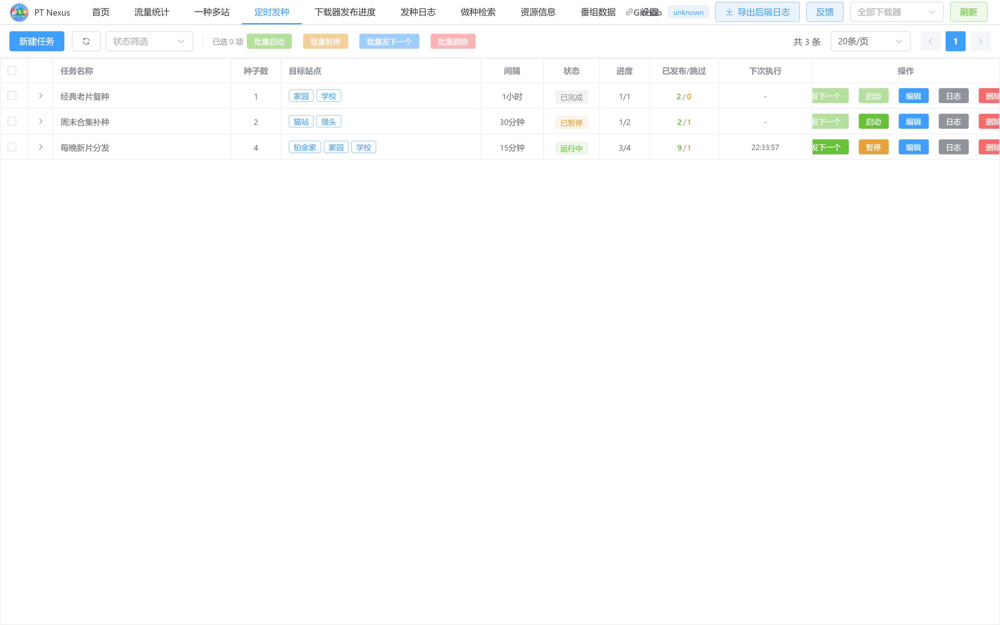 PT Nexus 首页 流量统计 一种多站 定时发种 下载器发布进度 发种日志 做种检索 资源信息 番组数据 设置 GitHub unknown 导出后端日志 反馈 全部下载器 刷新
新建任务 状态筛选 已选 0 项 批量启动 批量暂停 批量发下一个 批量删除 共 3 条 20条/页 1
任务名称 种子数 目标站点 间隔 状态 进度 已发布/跳过 下次执行 操作
经典老片复种 1 家园 学校 1小时 已完成 1/1 2/0 - 发下一个 启动 编辑 日志 删除
周末合集补种 2 猫站 馒头 30分钟 已暂停 1/2 2/1 - 发下一个 启动 编辑 日志 删除
每晚新片分发 4 铂金家 家园 学校 15分钟 运行中 3/4 9/1 22:33:57 发下一个 暂停 编辑 日志 删除